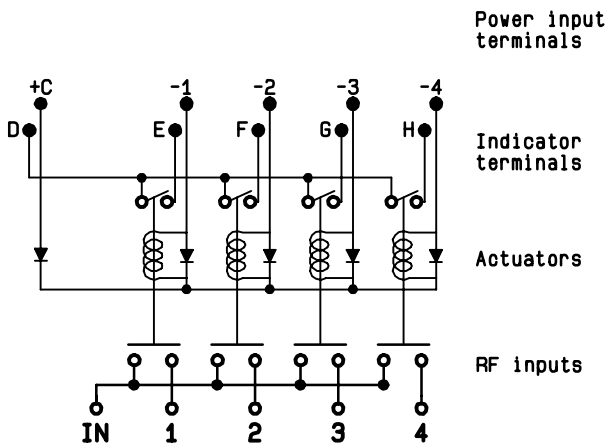 Power input
terminals
+C -1 -2 -3 -4
D E F G H
Indicator
terminals
Actuators
RF inputs
IN 1 2 3 4